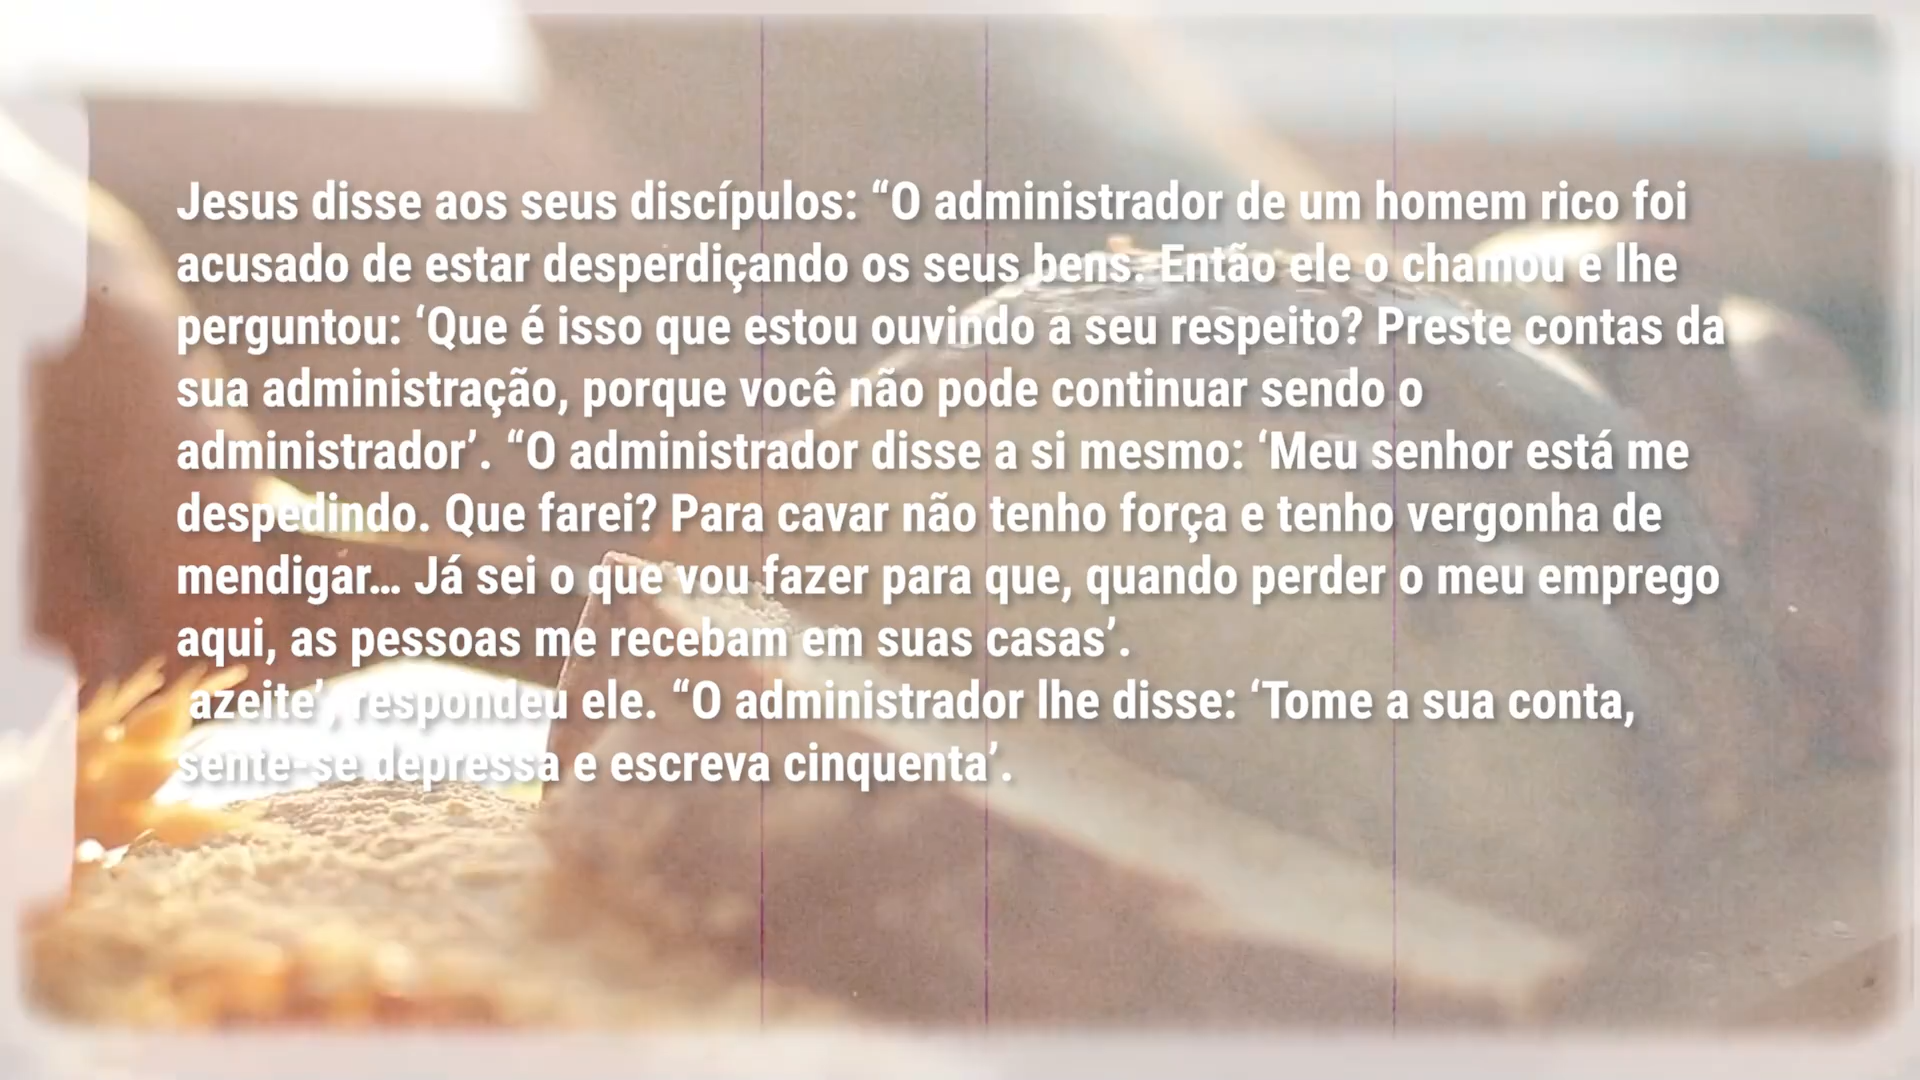 Jesus disse aos seus discípulos: “O administrador de um homem rico foi
acusado de estar desperdiçando os seus bens. Então ele o chamou e lhe
perguntou: ‘Que é isso que estou ouvindo a seu respeito? Preste contas da
sua administração, porque você não pode continuar sendo o
administrador’. “O administrador disse a si mesmo: ‘Meu senhor está me
despedindo. Que farei? Para cavar não tenho força e tenho vergonha de
mendigar… Já sei o que vou fazer para que, quando perder o meu emprego
aqui, as pessoas me recebam em suas casas’.
azeite’, respondeu ele. “O administrador lhe disse: ‘Tome a sua conta,
sente-se depressa e escreva cinquenta’.